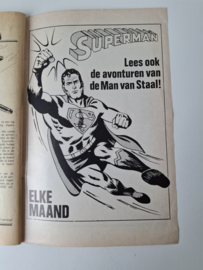 SUPERMAN
Lees ook
de avonturen van
de Man van Staal!
ELKE
MAAND